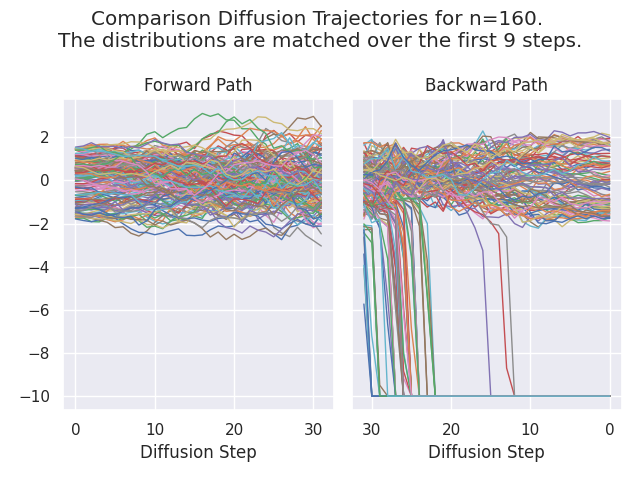 Comparison Diffusion Trajectories for n=160.
The distributions are matched over the first 9 steps.
Forward Path
Backward Path
2
0
−2
−4
−6
−8
−10
0 10 20 30
30 20 10 0
Diffusion Step
Diffusion Step